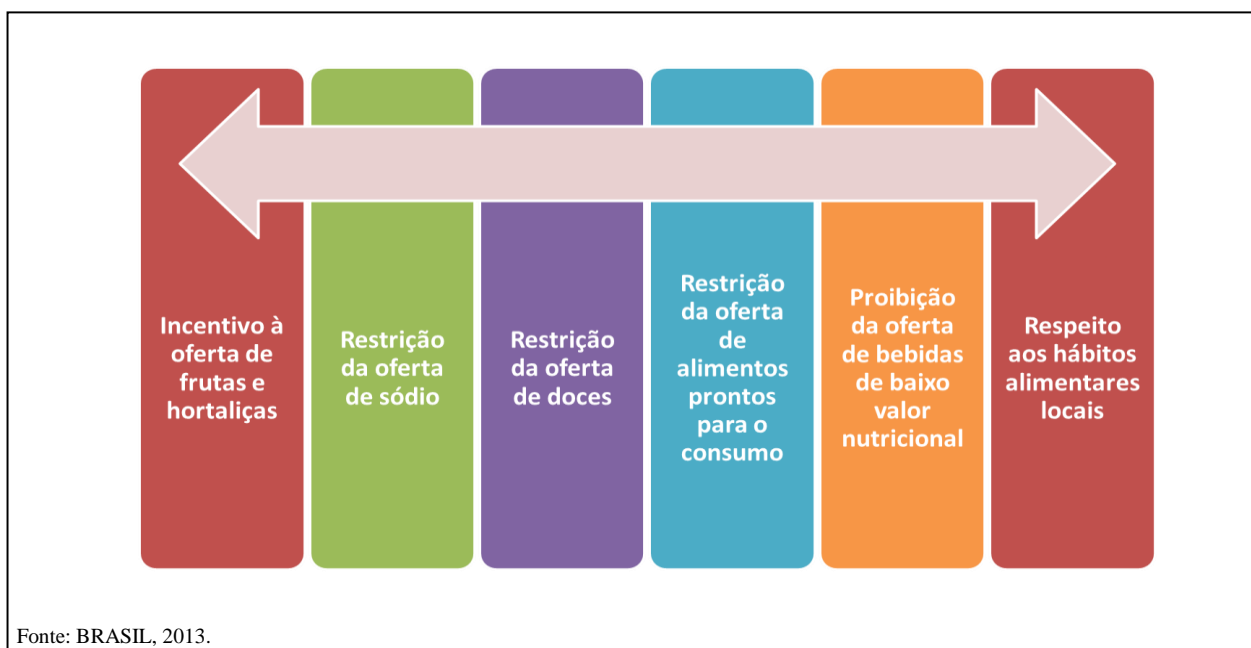 Incentivo à
oferta de
frutas e
hortaliças
Restrição
da oferta
de sódio
Restrição
da oferta
de doces
Restrição
da oferta
de
alimentos
prontos
para o
consumo
Proibição
da oferta
de bebidas
de baixo
valor
nutricional
Respeito
aos hábitos
alimentares
locais
Fonte: BRASIL, 2013.